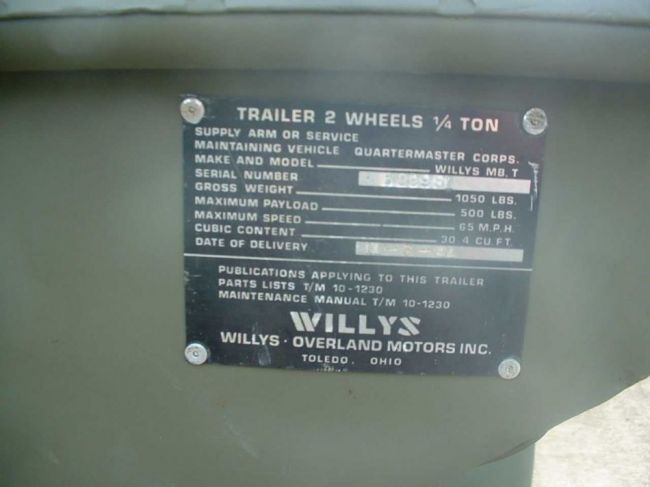 TRAILER 2 WHEELS 1/4 TON
SUPPLY ARM OR SERVICE
MAINTAINING VEHICLE QUARTERMASTER CORPS.
MAKE AND MODEL WILLYS MB.T
SERIAL NUMBER
GROSS WEIGHT 1050 LBS.
MAXIMUM PAYLOAD 500 LBS.
MAXIMUM SPEED 65 M.P.H.
CUBIC CONTENT 30 4 CU.FT.
DATE OF DELIVERY
PUBLICATIONS APPLYING TO THIS TRAILER
PARTS LISTS T/M 10-1230
MAINTENANCE MANUAL T/M 10-1230
WILLYS
WILLYS · OVERLAND MOTORS INC.
TOLEDO, OHIO